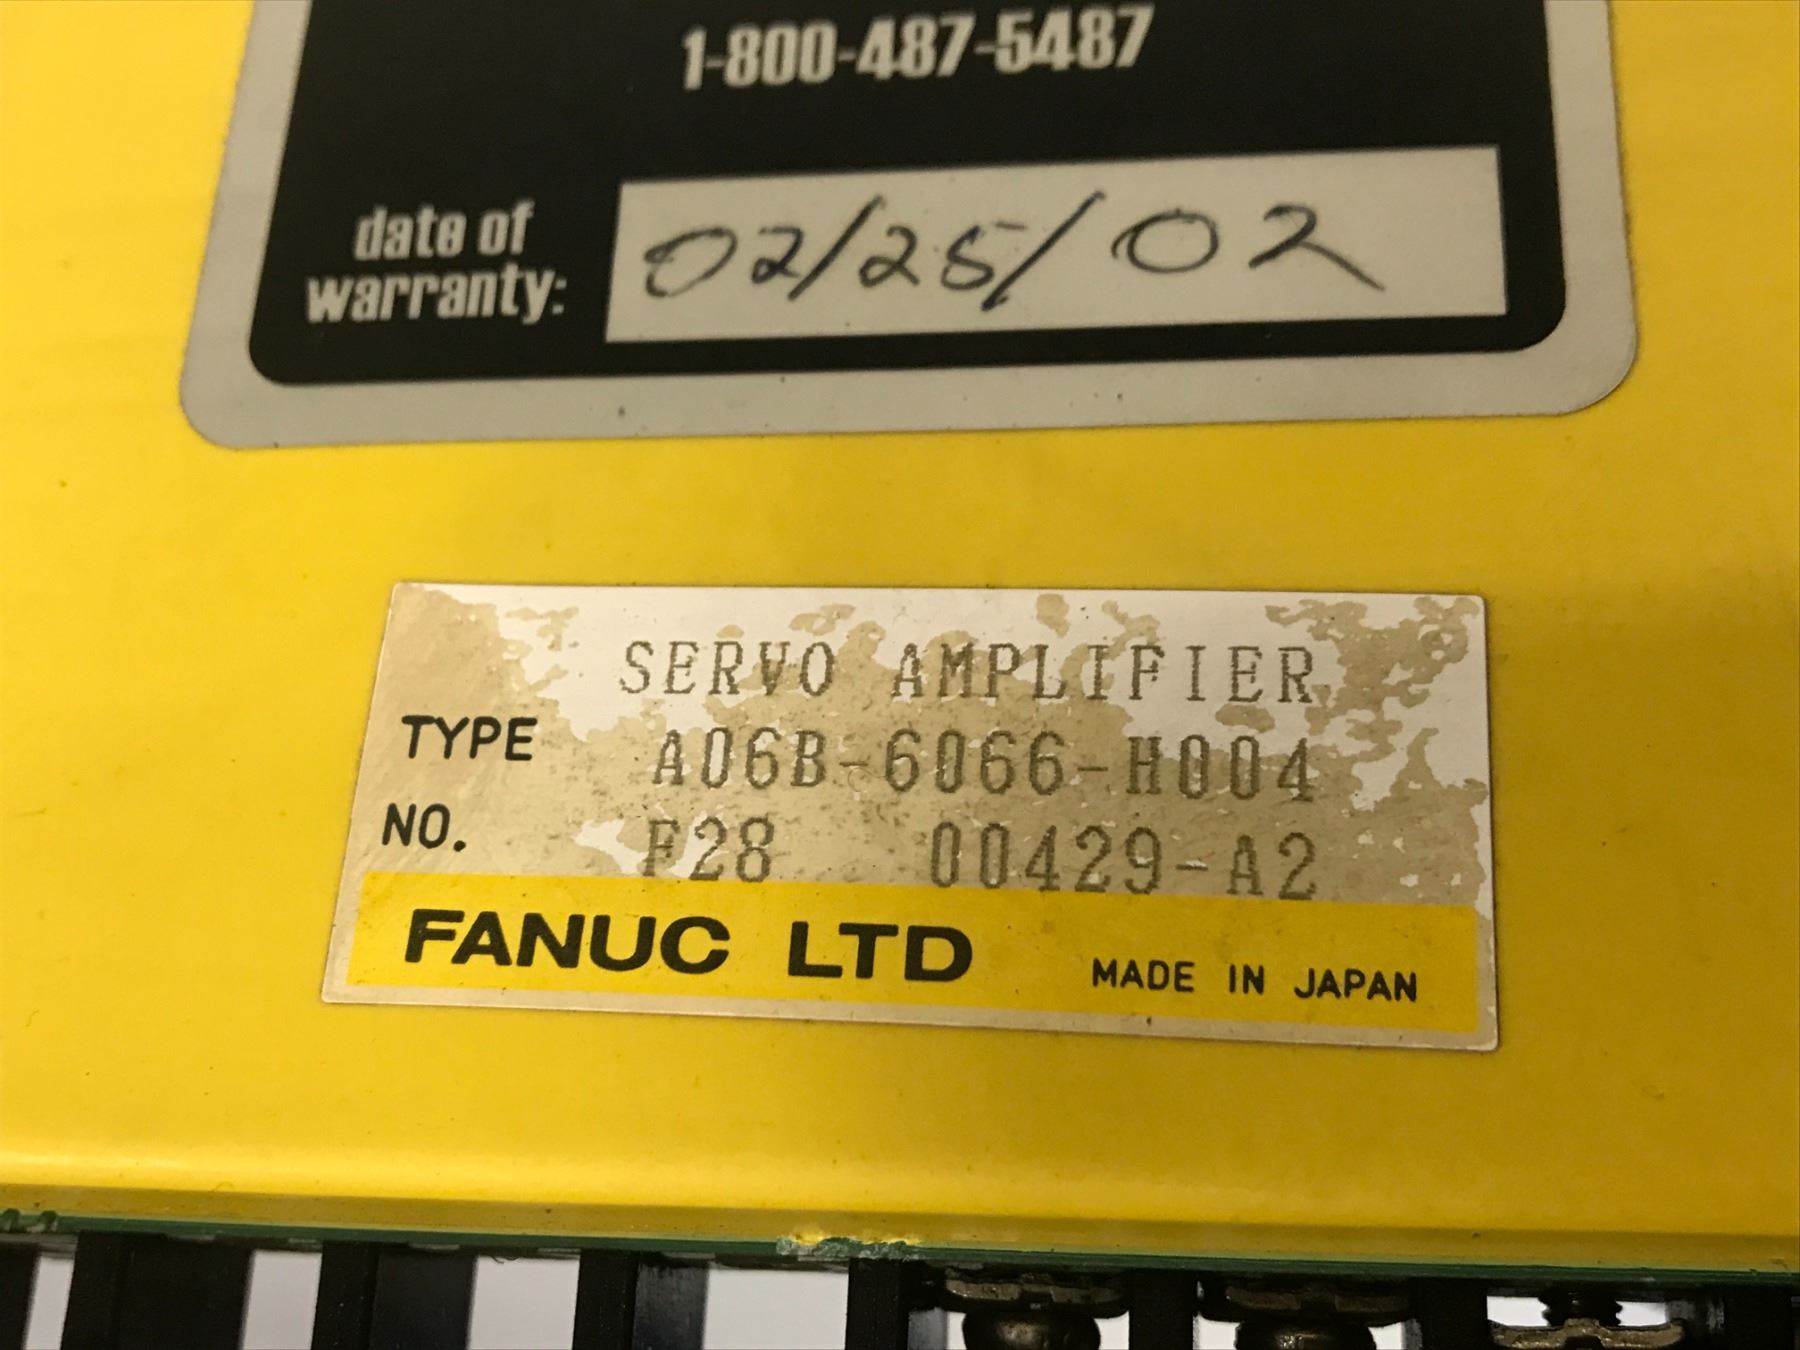 1-800-487-5487
date of
warranty:
02/25/02
SERVO AMPLIFIER
TYPE A06B-6066-H004
NO. F28 00429-A2
FANUC LTD MADE IN JAPAN